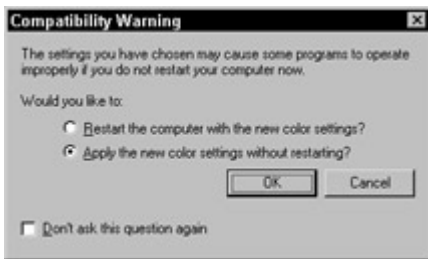 Compatibility Warning
The settings you have chosen may cause some programs to operate
improperly if you do not restart your computer now.
Would you like to:
Restart the computer with the new color settings?
Apply the new color settings without restarting?
OK Cancel
Don't ask this question again